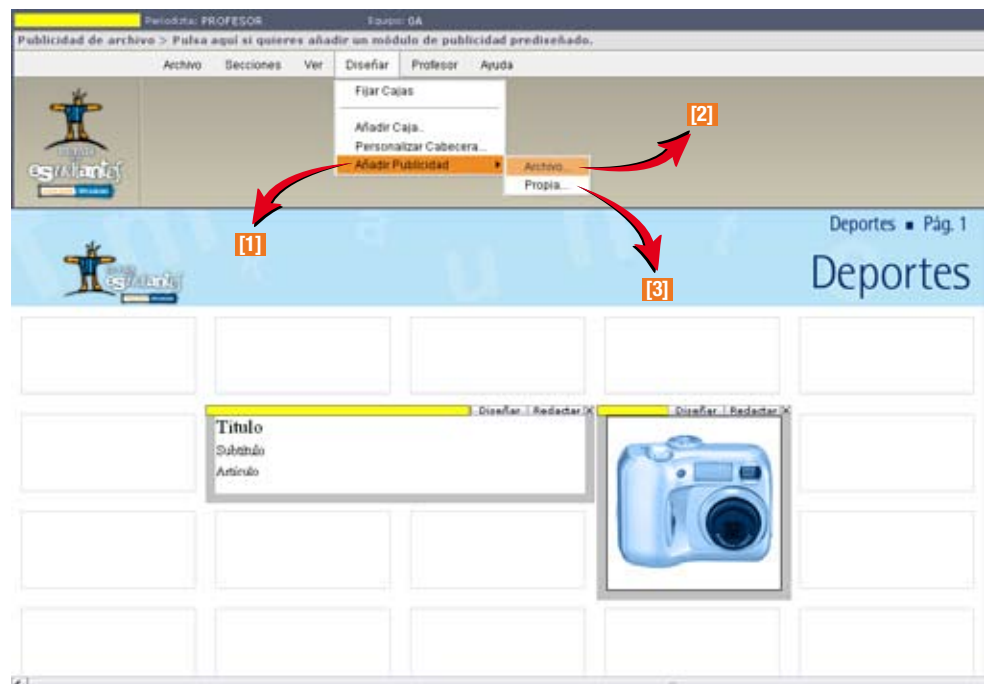 Periodista: PROFESOR Equipo: GA
Publicidad de archivo > Pulsa aquí si quieres añadir un módulo de publicidad prediseñado.
Archivo Secciones Ver Diseñar Profesor Ayuda
Fijar Cajas
Añadir Caja...
Personalizar Cabecera...
Añadir Publicidad
Archivo...
Propia...
[2]
[1]
[3]
estudiantes
Deportes ▪ Pág. 1
Deportes
Diseñar | Redactar X
Titulo
Subtitulo
Artículo
Diseñar | Redactar X